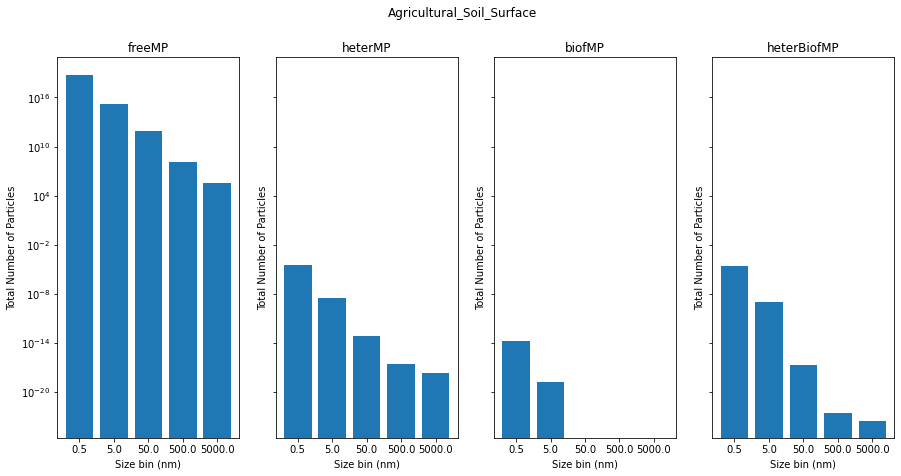 Agricultural_Soil_Surface
freeMP
heterMP
biofMP
heterBiofMP
Total Number of Particles
10^16
10^10
10^4
10^-2
10^-8
10^-14
10^-20
0.5 5.0 50.0 500.0 5000.0
Size bin (nm)
Total Number of Particles
0.5 5.0 50.0 500.0 5000.0
Size bin (nm)
Total Number of Particles
0.5 5.0 50.0 500.0 5000.0
Size bin (nm)
Total Number of Particles
0.5 5.0 50.0 500.0 5000.0
Size bin (nm)